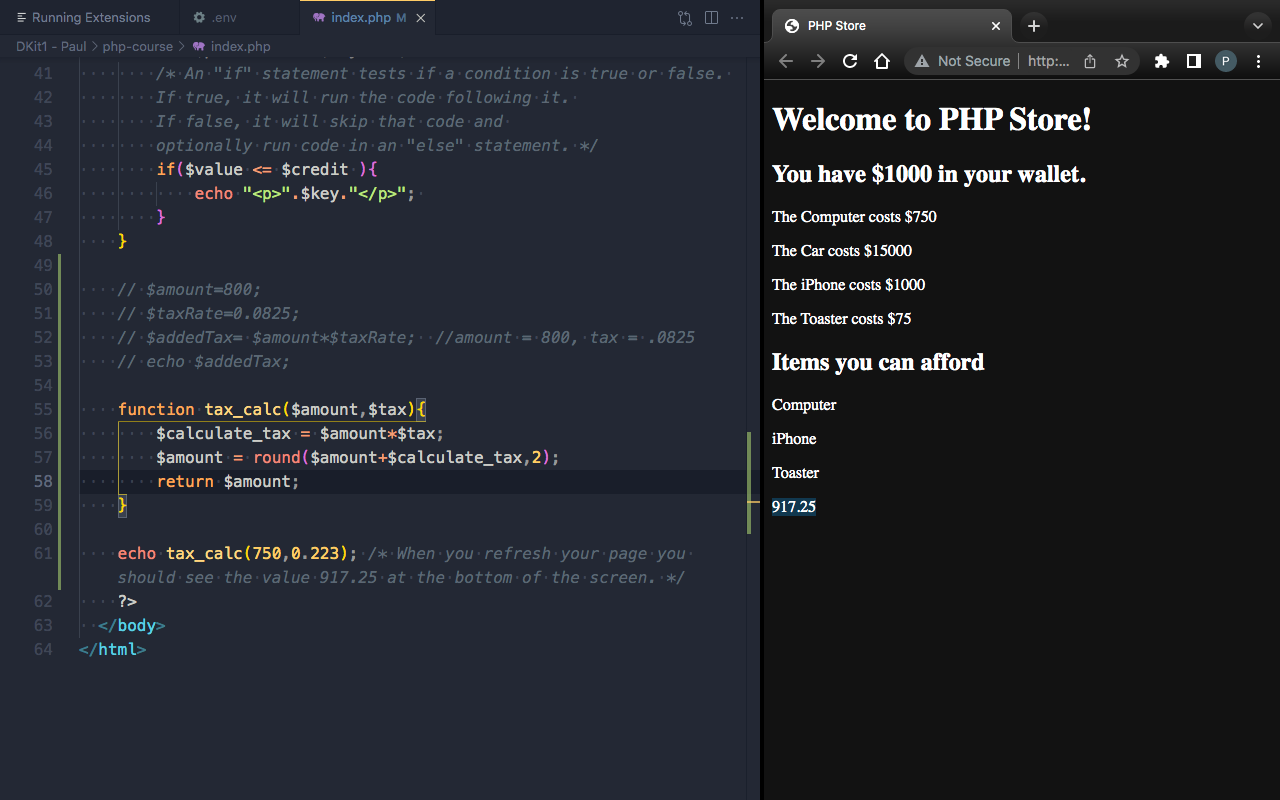 Running Extensions
.env
index.php M
DKit1 - Paul > php-course > index.php
41 /* An "if" statement tests if a condition is true or false.
42 If true, it will run the code following it.
43 If false, it will skip that code and
44 optionally run code in an "else" statement. */
45 if($value <= $credit ){
46 echo "<p>".$key."</p>";
47 }
48 }
49
50 // $amount=800;
51 // $taxRate=0.0825;
52 // $addedTax= $amount*$taxRate;  //amount = 800, tax = .0825
53 // echo $addedTax;
54
55 function tax_calc($amount,$tax){
56 $calculate_tax = $amount*$tax;
57 $amount = round($amount+$calculate_tax,2);
58 return $amount;
59 }
60
61 echo tax_calc(750,0.223); /* When you refresh your page you
should see the value 917.25 at the bottom of the screen. */
62 ?>
63 </body>
64 </html>
PHP Store
Not Secure | http:...
P
Welcome to PHP Store!
You have $1000 in your wallet.
The Computer costs $750
The Car costs $15000
The iPhone costs $1000
The Toaster costs $75
Items you can afford
Computer
iPhone
Toaster
917.25